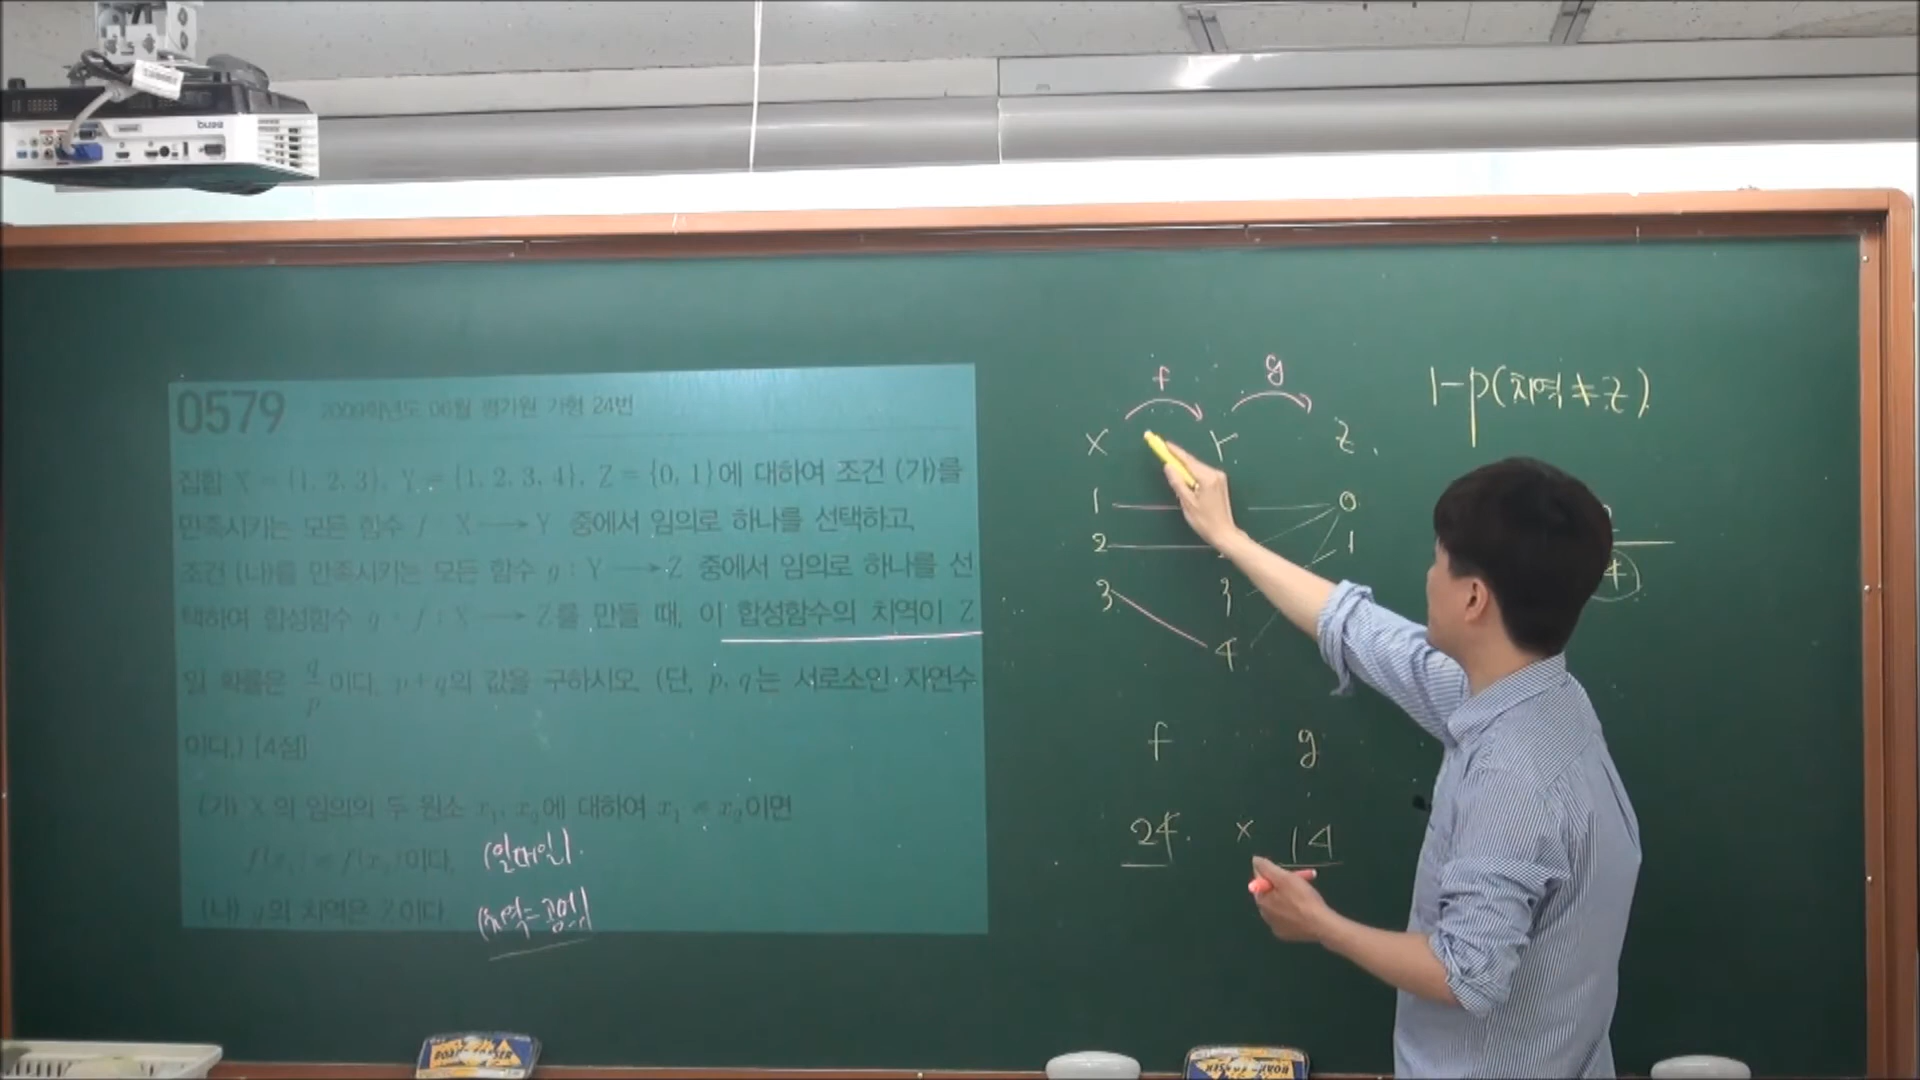 0579 2009학년도 06월 평가원 가형 24번
집합 X = {1, 2, 3}, Y = {1, 2, 3, 4}, Z = {0, 1}에 대하여 조건 (가)를
만족시키는 모든 함수 f : X → Y 중에서 임의로 하나를 선택하고,
조건 (나)를 만족시키는 모든 함수 g : Y → Z 중에서 임의로 하나를 선
택하여 합성함수 g ∘ f : X → Z를 만들 때, 이 합성함수의 치역이 Z
일 확률은 q/p 이다. p+q의 값을 구하시오. (단, p, q는 서로소인 자연수
이다.) [4점]
(가) X의 임의의 두 원소 x₁, x₂에 대하여 x₁ ≠ x₂이면
f(x₁) ≠ f(x₂)이다. (일대일).
(나) g의 치역은 Z이다. (치역=공역)
f g
X Y Z
1 0
2 1
3 3
4
f g
24 × 14
1-P(치역≠Z)
benq